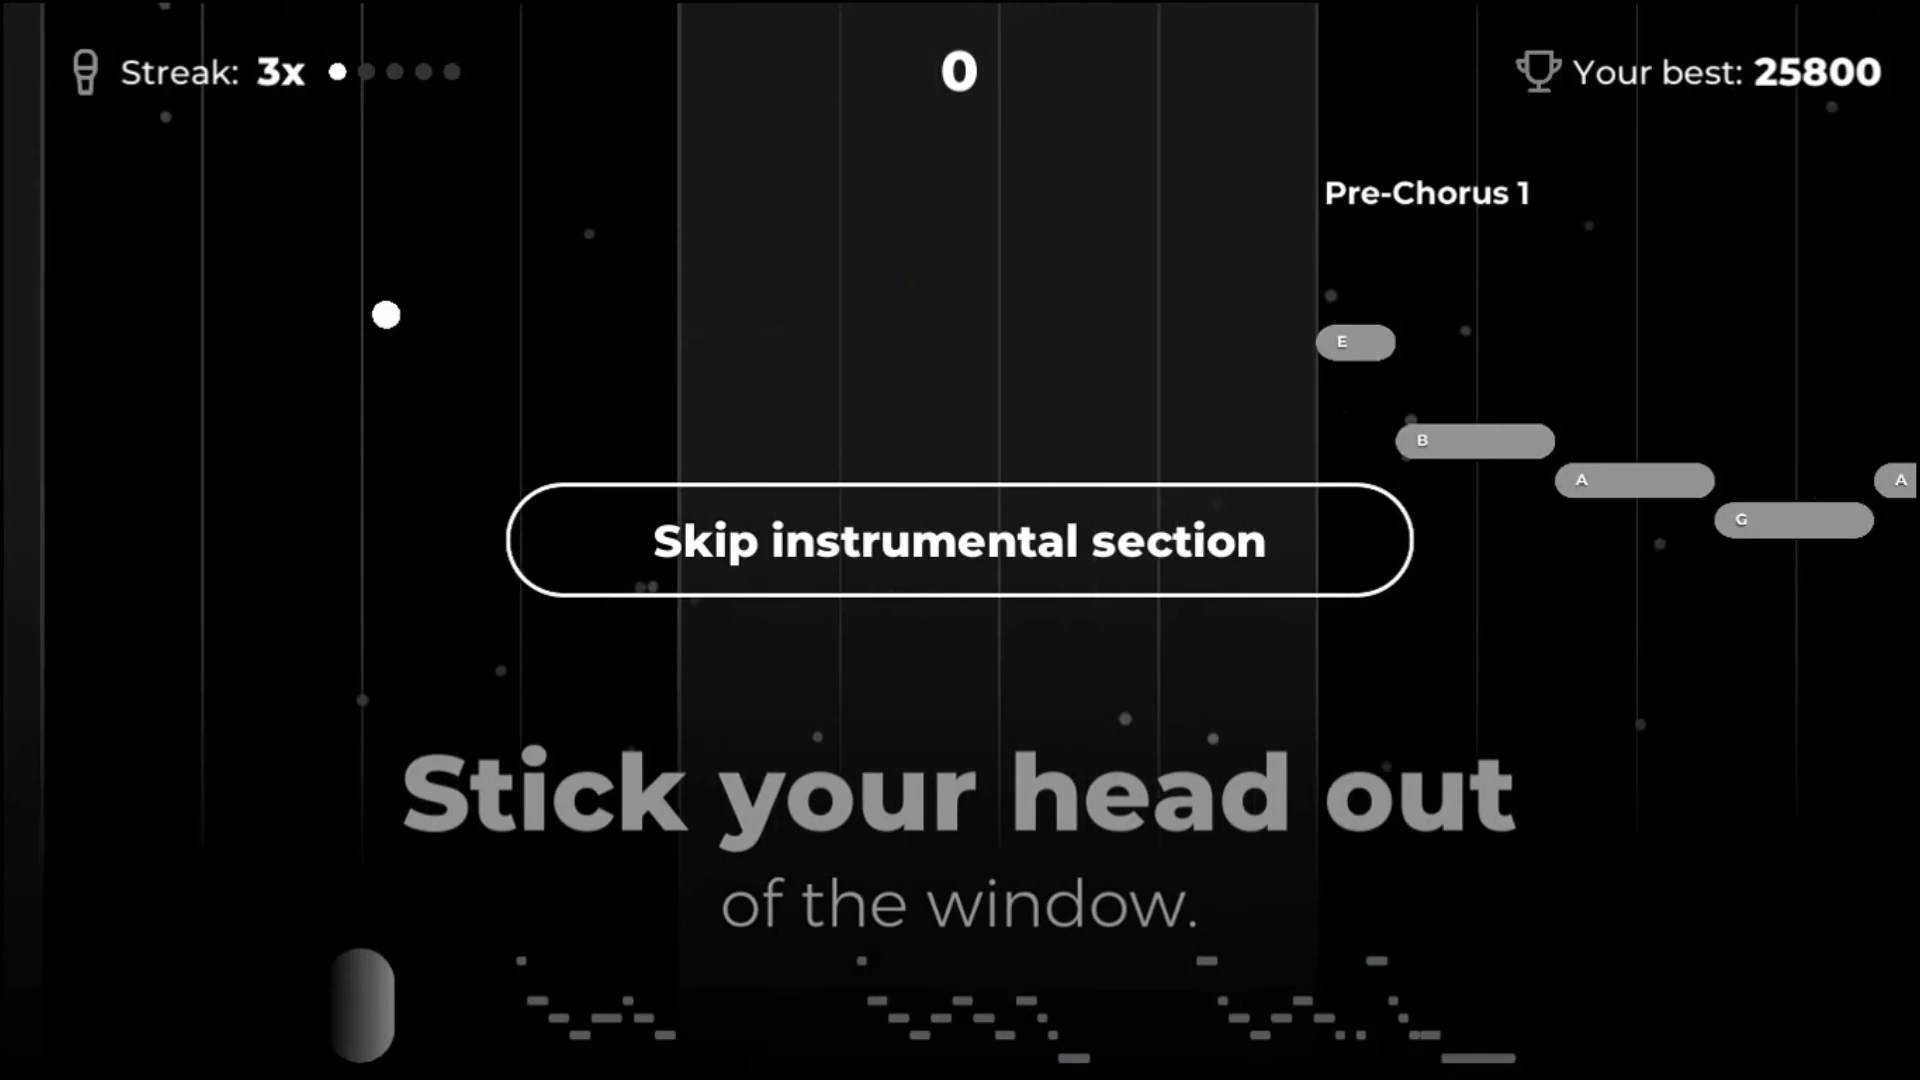 Streak: 3x
0
Your best: 25800
Pre-Chorus 1
E
B
A
G
A
Skip instrumental section
Stick your head out
of the window.